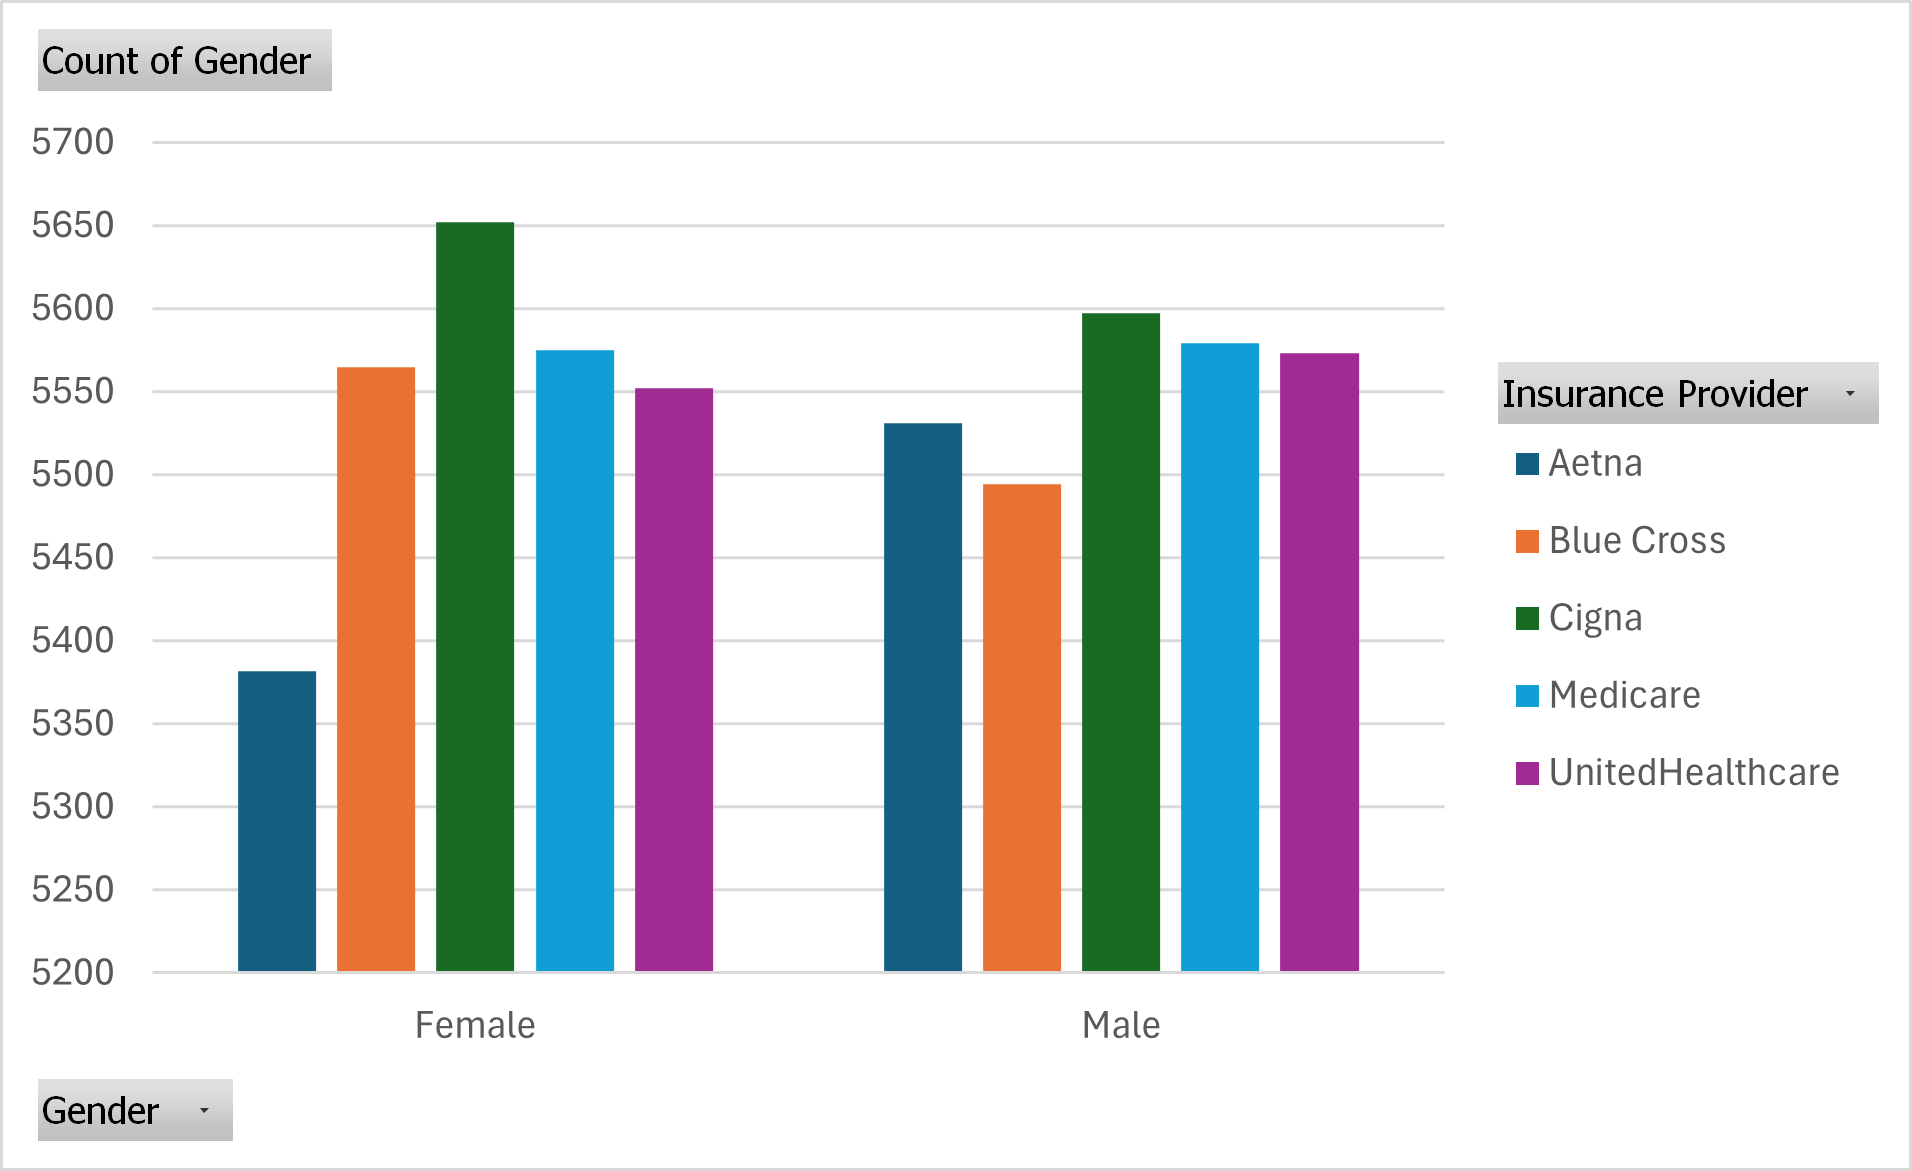 Count of Gender
5700
5650
5600
5550
5500
5450
5400
5350
5300
5250
5200
Female
Male
Gender
Insurance Provider
Aetna
Blue Cross
Cigna
Medicare
UnitedHealthcare